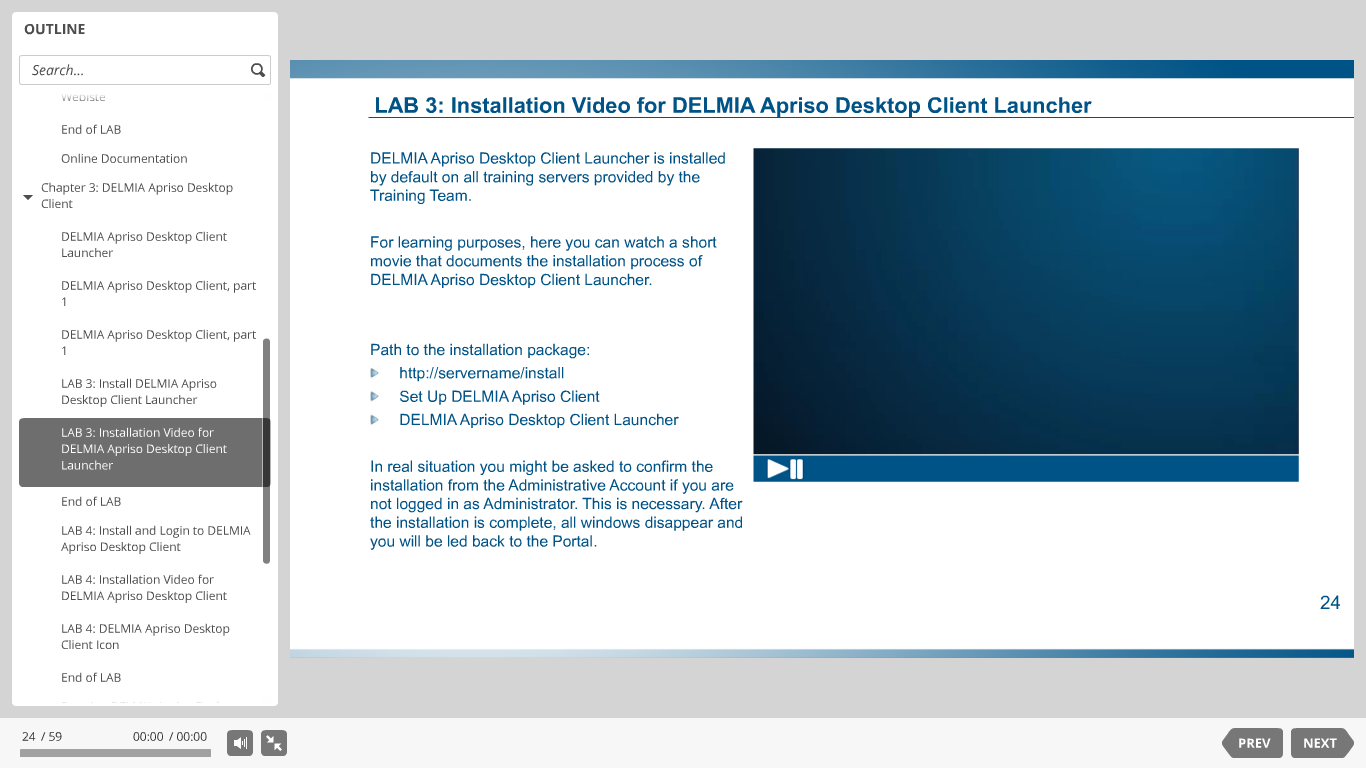 OUTLINE
Search...
Webiste
End of LAB
Online Documentation
Chapter 3: DELMIA Apriso Desktop
Client
DELMIA Apriso Desktop Client
Launcher
DELMIA Apriso Desktop Client, part
1
DELMIA Apriso Desktop Client, part
1
LAB 3: Install DELMIA Apriso
Desktop Client Launcher
LAB 3: Installation Video for
DELMIA Apriso Desktop Client
Launcher
End of LAB
LAB 4: Install and Login to DELMIA
Apriso Desktop Client
LAB 4: Installation Video for
DELMIA Apriso Desktop Client
LAB 4: DELMIA Apriso Desktop
Client Icon
End of LAB
LAB 3: Installation Video for DELMIA Apriso Desktop Client Launcher
DELMIA Apriso Desktop Client Launcher is installed
by default on all training servers provided by the
Training Team.
For learning purposes, here you can watch a short
movie that documents the installation process of
DELMIA Apriso Desktop Client Launcher.
Path to the installation package:
http://servername/install
Set Up DELMIA Apriso Client
DELMIA Apriso Desktop Client Launcher
In real situation you might be asked to confirm the
installation from the Administrative Account if you are
not logged in as Administrator. This is necessary. After
the installation is complete, all windows disappear and
you will be led back to the Portal.
24
24 / 59
00:00 / 00:00
PREV
NEXT